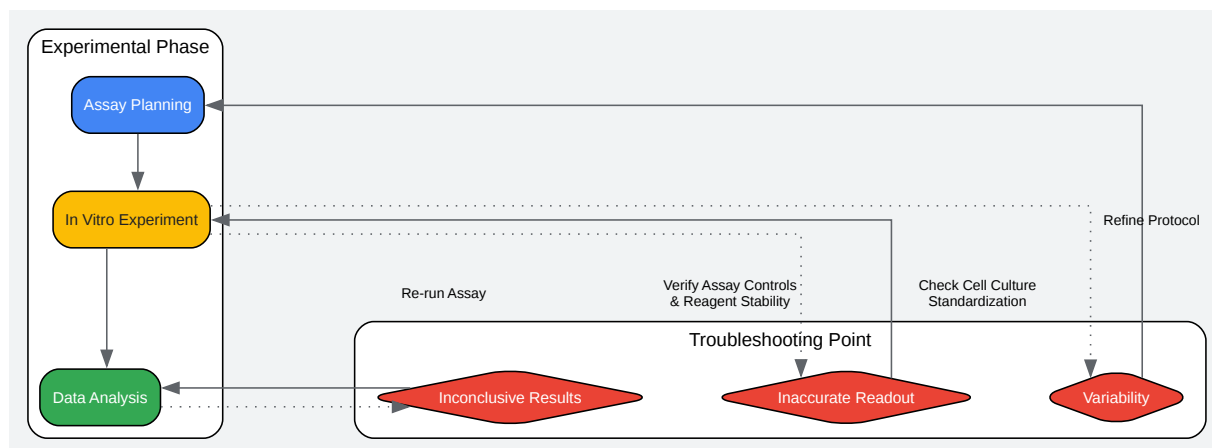 Experimental Phase
Assay Planning
In Vitro Experiment
Refine Protocol
Re-run Assay
Verify Assay Controls
& Reagent Stability
Check Cell Culture
Standardization
Troubleshooting Point
Data Analysis
Inconclusive Results
Inaccurate Readout
Variability